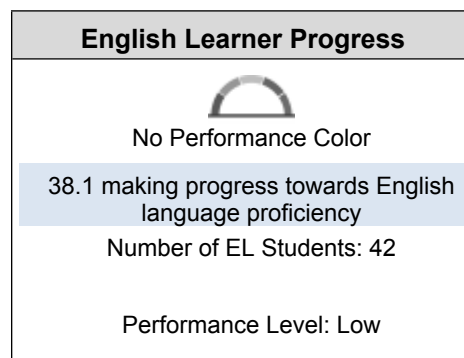 English Learner Progress
No Performance Color
38.1 making progress towards English
language proficiency
Number of EL Students: 42
Performance Level: Low